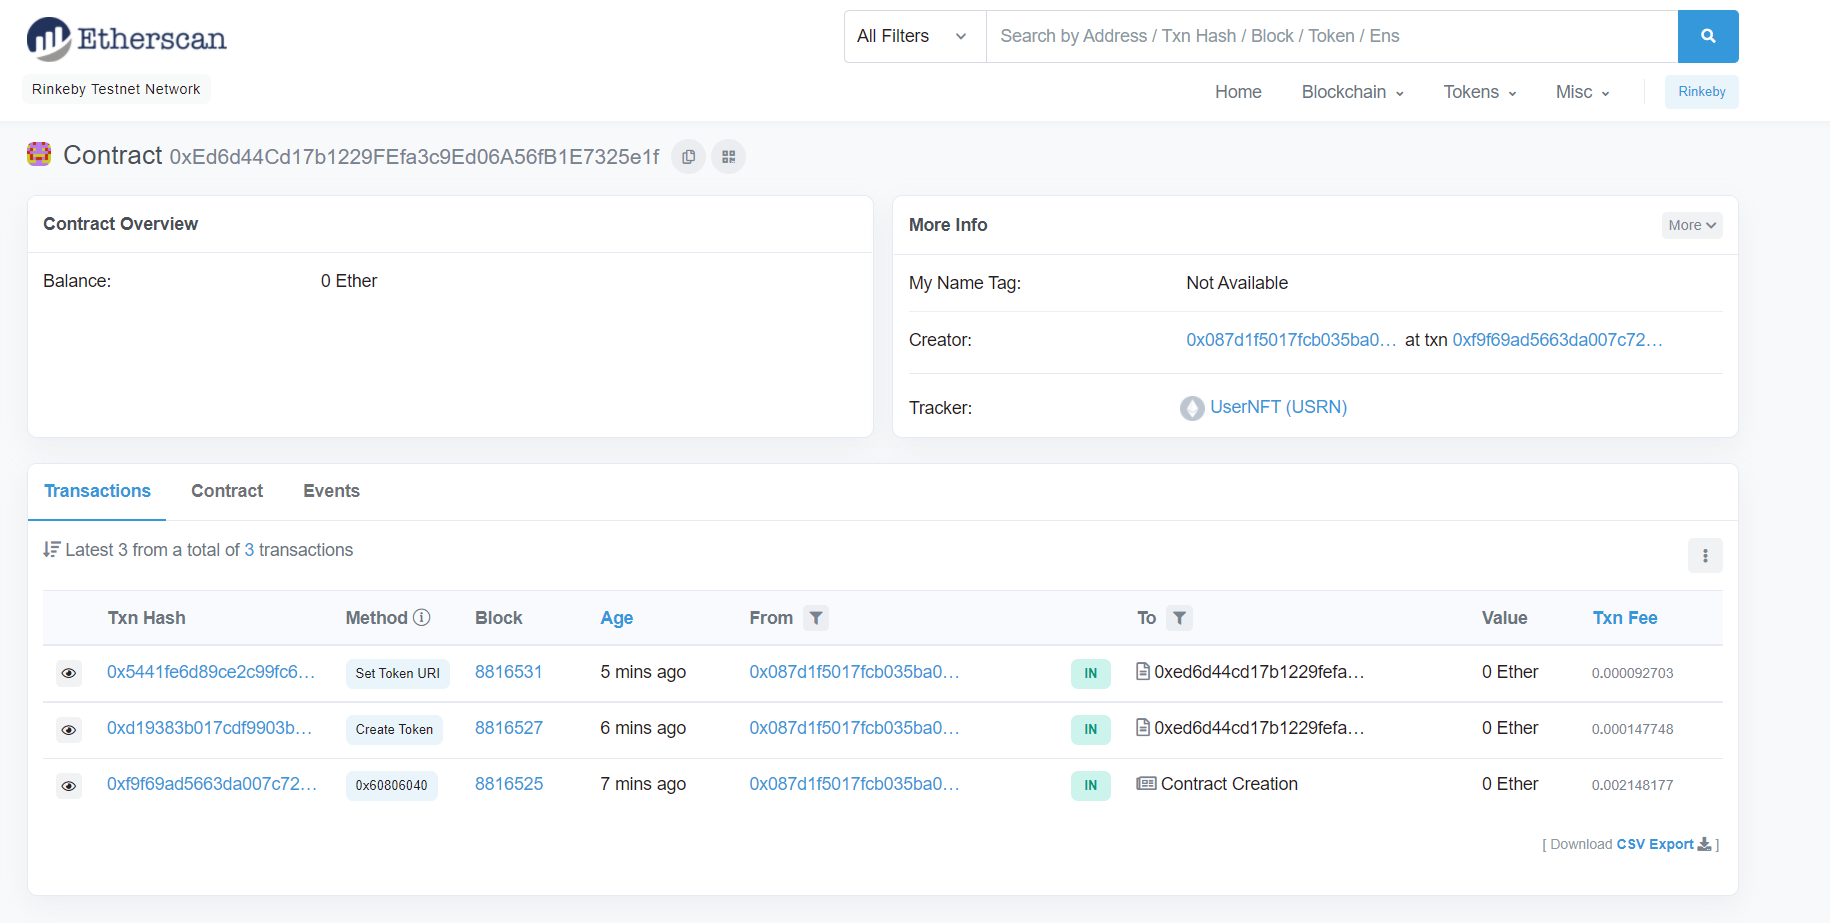 Etherscan
All Filters
Search by Address / Txn Hash / Block / Token / Ens
Rinkeby Testnet Network
Home Blockchain Tokens Misc Rinkeby
Contract 0xEd6d44Cd17b1229FEfa3c9Ed06A56fB1E7325e1f
Contract Overview
Balance: 0 Ether
More Info More
My Name Tag: Not Available
Creator: 0x087d1f5017fcb035ba0... at txn 0xf9f69ad5663da007c72...
Tracker: UserNFT (USRN)
Transactions Contract Events
Latest 3 from a total of 3 transactions
Txn Hash Method Block Age From To Value Txn Fee
0x5441fe6d89ce2c99fc6... Set Token URI 8816531 5 mins ago 0x087d1f5017fcb035ba0... IN 0xed6d44cd17b1229fefa... 0 Ether 0.000092703
0xd19383b017cdf9903b... Create Token 8816527 6 mins ago 0x087d1f5017fcb035ba0... IN 0xed6d44cd17b1229fefa... 0 Ether 0.000147748
0xf9f69ad5663da007c72... 0x60806040 8816525 7 mins ago 0x087d1f5017fcb035ba0... IN Contract Creation 0 Ether 0.002148177
[ Download CSV Export ]